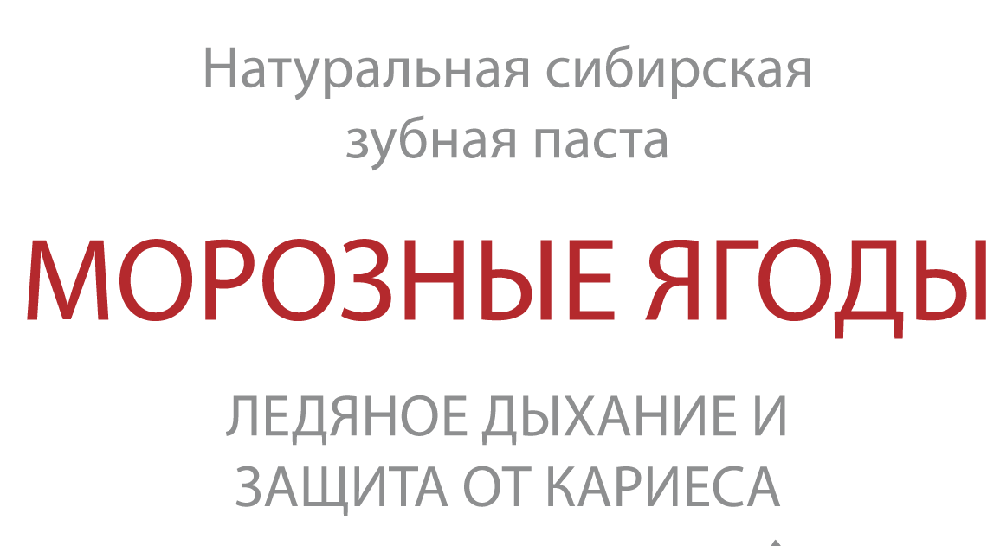 Натуральная сибирская
зубная паста
МОРОЗНЫЕ ЯГОДЫ
ЛЕДЯНОЕ ДЫХАНИЕ И
ЗАЩИТА ОТ КАРИЕСА